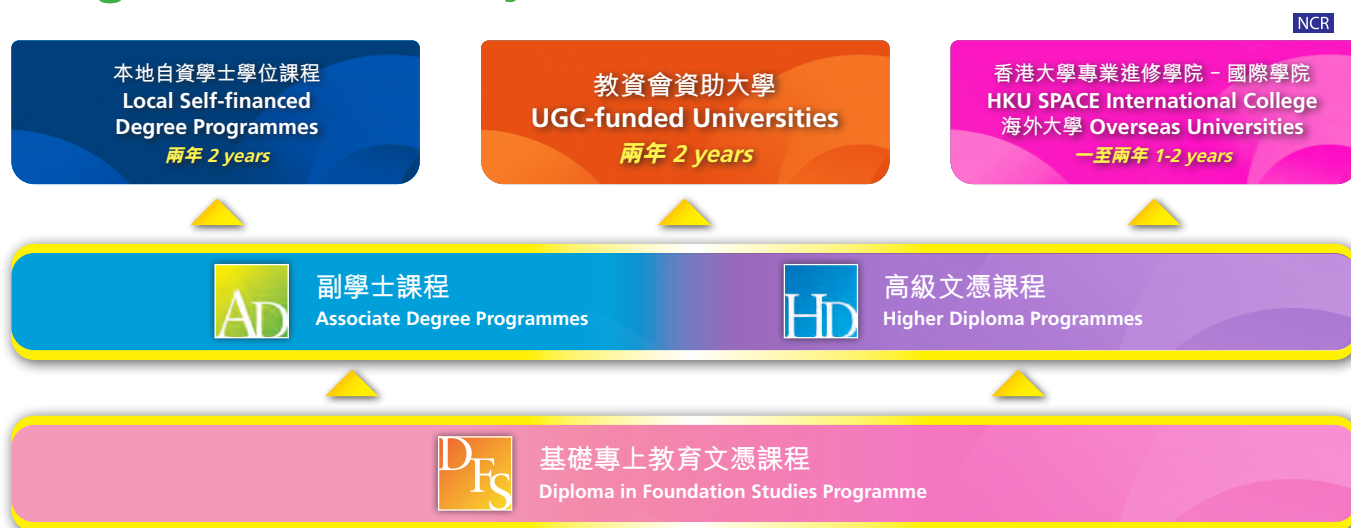 NCR
本地自資學士學位課程
Local Self-financed
Degree Programmes
兩年 2 years
教資會資助大學
UGC-funded Universities
兩年 2 years
香港大學專業進修學院 – 國際學院
HKU SPACE International College
海外大學 Overseas Universities
一至兩年 1-2 years
AD
副學士課程
Associate Degree Programmes
HD
高級文憑課程
Higher Diploma Programmes
DFS
基礎專上教育文憑課程
Diploma in Foundation Studies Programme